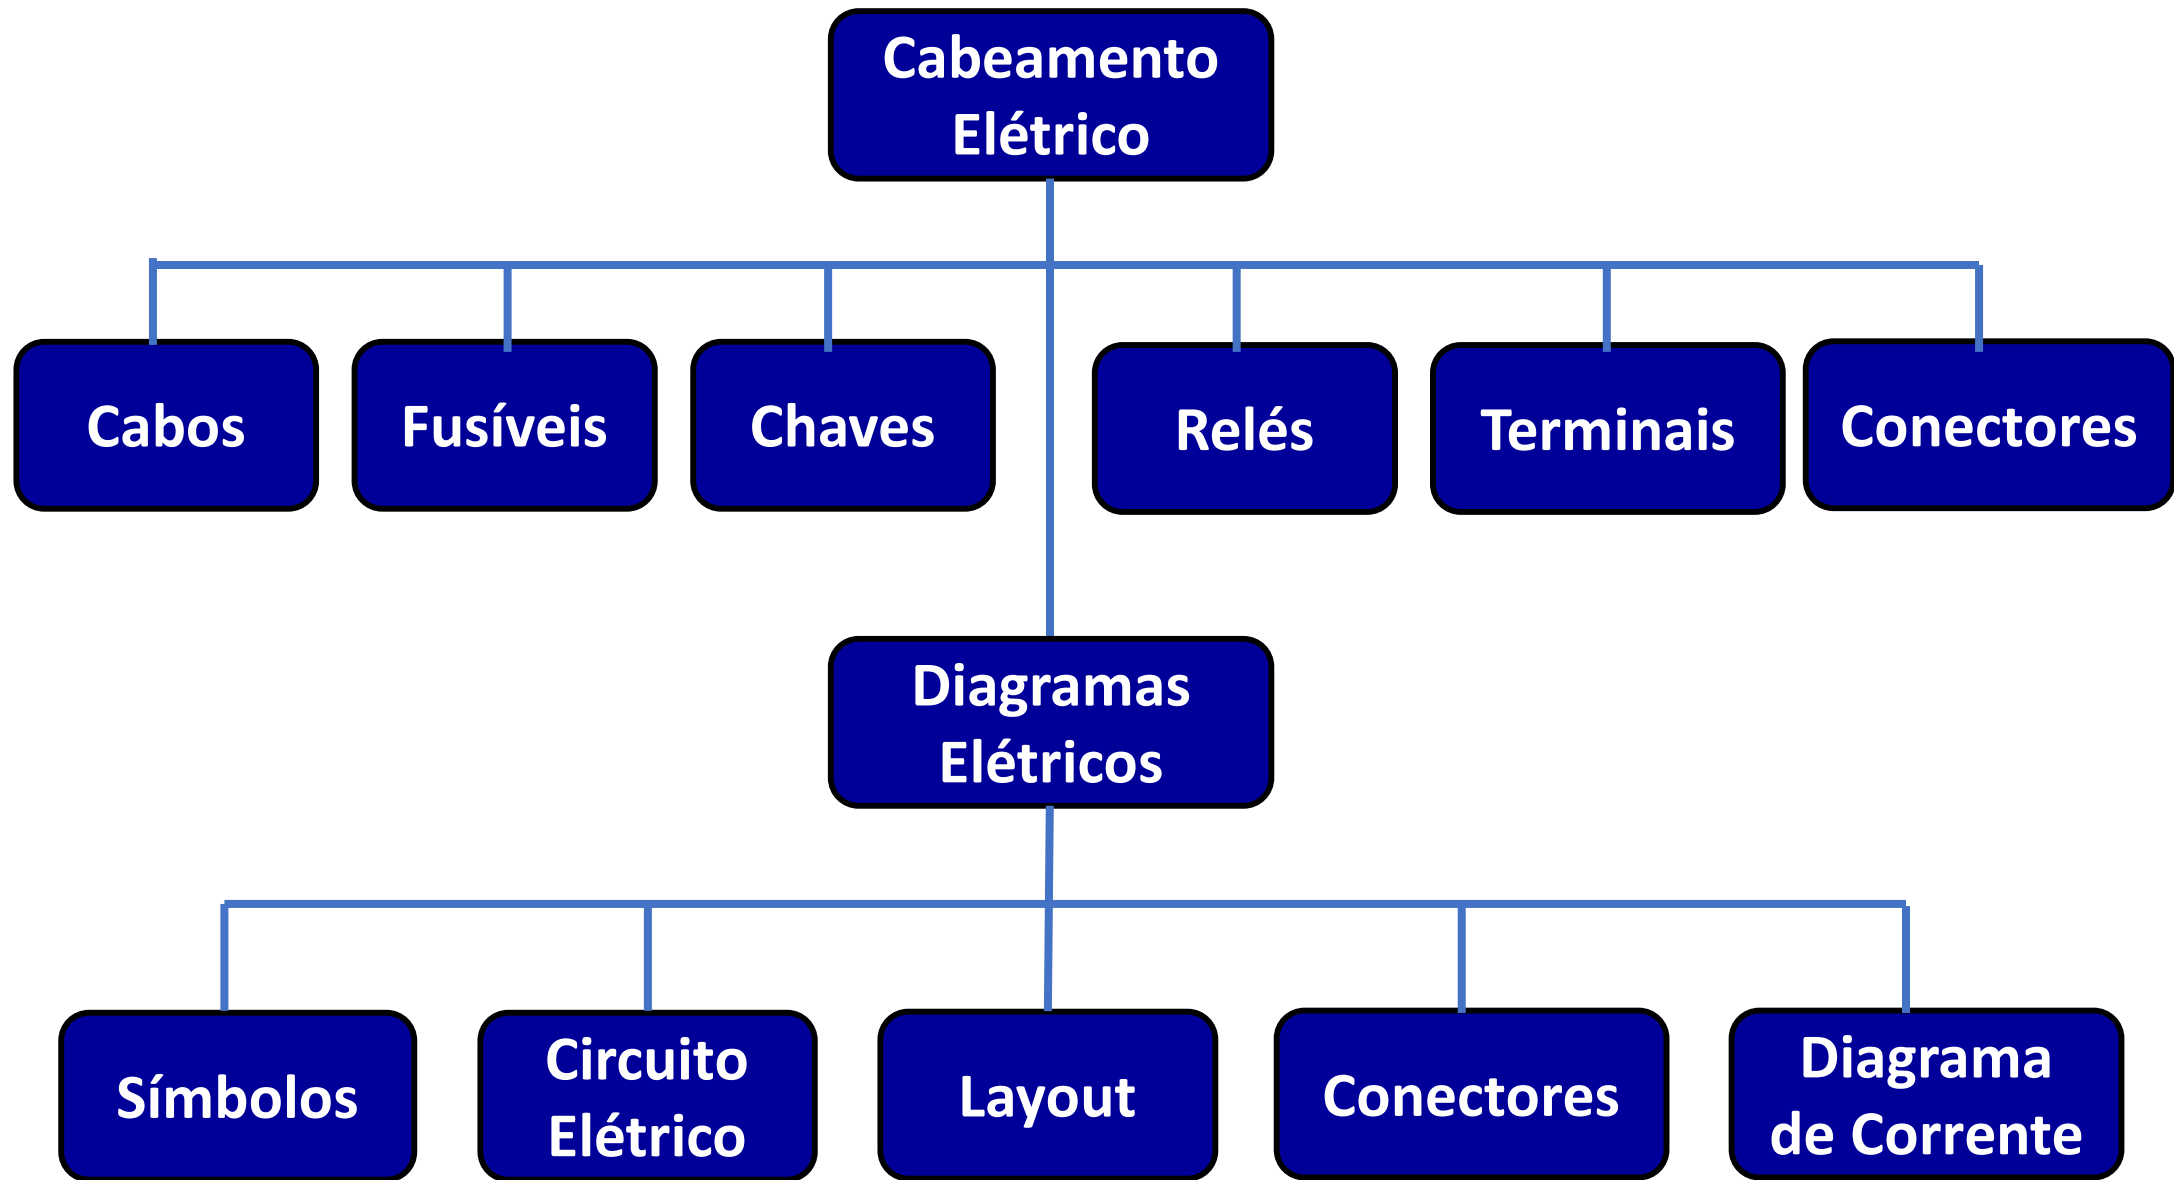 Cabeamento
Elétrico
Cabos
Fusíveis
Chaves
Relés
Terminais
Conectores
Diagramas
Elétricos
Símbolos
Circuito
Elétrico
Layout
Conectores
Diagrama
de Corrente